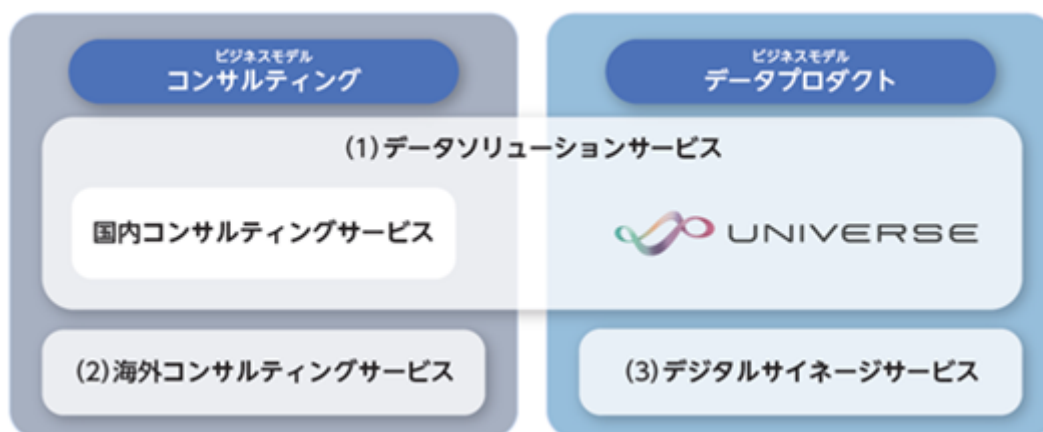 ビジネスモデル
コンサルティング
ビジネスモデル
データプロダクト
(1)データソリューションサービス
国内コンサルティングサービス
UNIVERSE
(2)海外コンサルティングサービス
(3)デジタルサイネージサービス